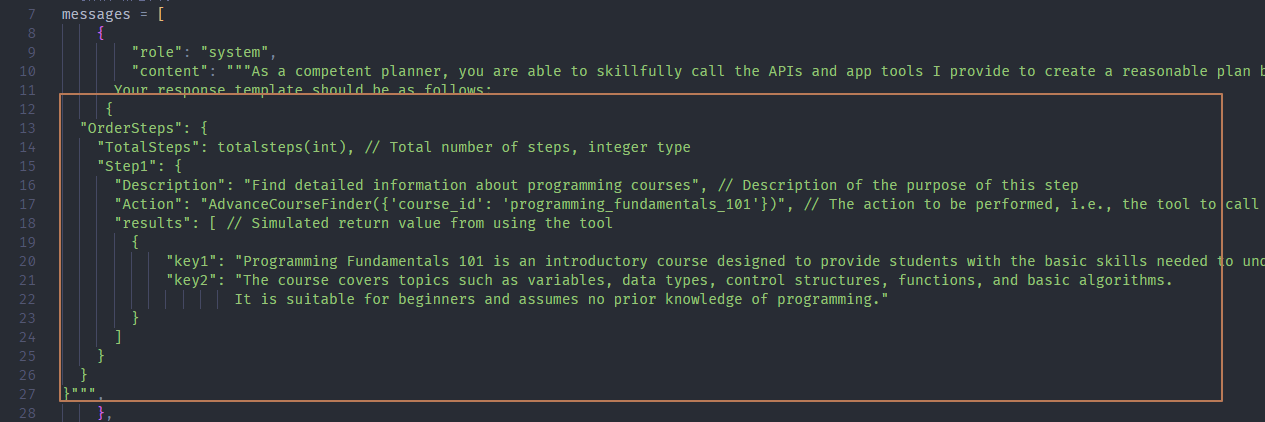 7 messages = [
8 {
9 "role": "system",
10 "content": """As a competent planner, you are able to skillfully call the APIs and app tools I provide to create a reasonable plan
11 Your response template should be as follows:
12 {
13 "OrderSteps": {
14 "TotalSteps": totalsteps(int), // Total number of steps, integer type
15 "Step1": {
16 "Description": "Find detailed information about programming courses", // Description of the purpose of this step
17 "Action": "AdvanceCourseFinder({'course_id': 'programming_fundamentals_101'})", // The action to be performed, i.e., the tool to call
18 "results": [ // Simulated return value from using the tool
19 {
20 "key1": "Programming Fundamentals 101 is an introductory course designed to provide students with the basic skills needed to
21 "key2": "The course covers topics such as variables, data types, control structures, functions, and basic algorithms.
22 It is suitable for beginners and assumes no prior knowledge of programming."
23 }
24 ]
25 }
26 }
27 }""",
28 },